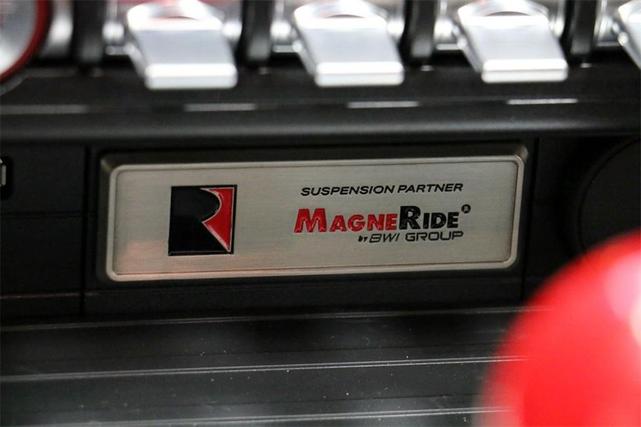 R
SUSPENSION PARTNER
MAGNERIDE®
by BWI GROUP